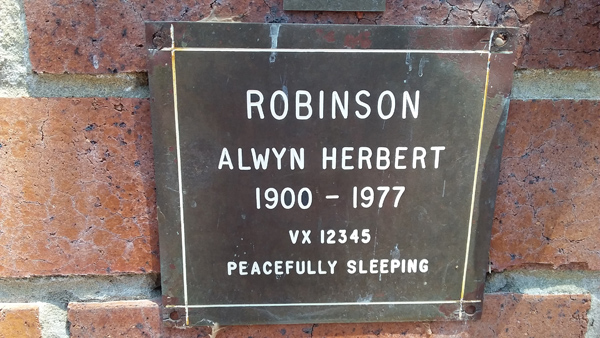 ROBINSON
ALWYN HERBERT
1900 - 1977
VX 12345
PEACEFULLY SLEEPING